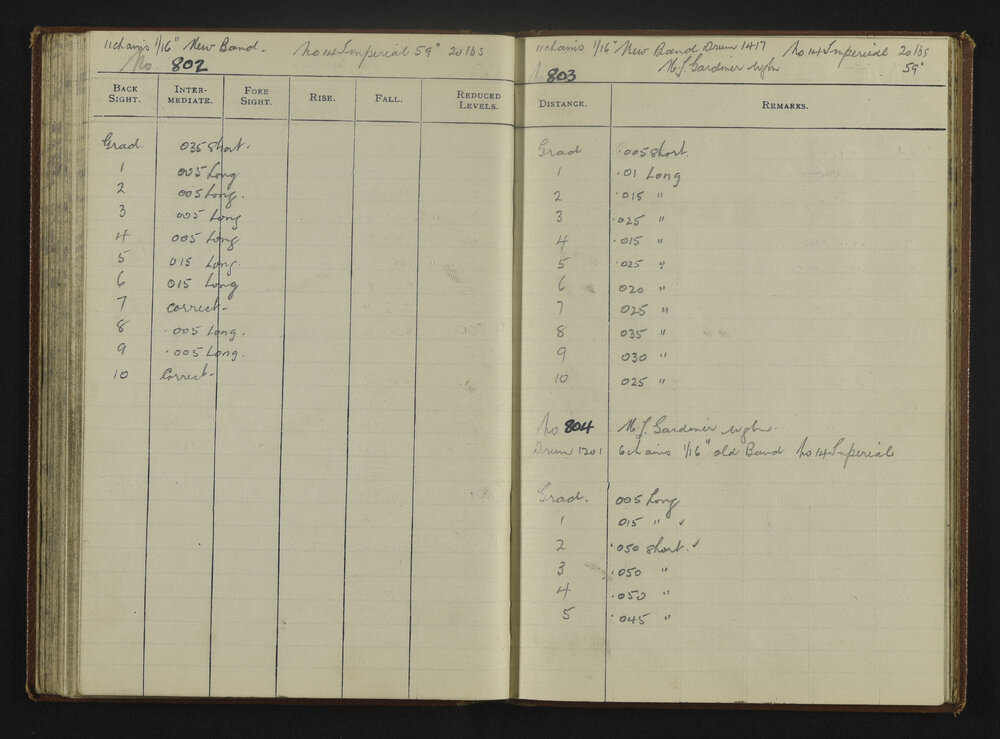 11 chains 1/16" New Band. No 14 Imperial 59° 20 lbs
No 802
BACK SIGHT. INTER-MEDIATE. FORE SIGHT. RISE. FALL. REDUCED LEVELS.
Grad. 035 Short.
1 005 Long
2 005 Long.
3 005 Long
4 005 Long
5 015 Long.
6 015 Long
7 Correct-
8 .005 Long.
9 .005 Long.
10 Correct-
11 chains 1/16" New Band Drum 1417 No 14 Imperial 20 lbs
803 M. J. Gardiner Wgtn 59°
DISTANCE. REMARKS.
Grad .005 Short.
1 .01 Long
2 .015 "
3 .025 "
4 .015 "
5 .025 "
6 020 "
7 025 "
8 035 "
9 030 "
10 025 "
No 804 M. J. Gardiner Wgtn.
Drum 1201 6 chains 1/16" old Band No 14 Imperial
Grad. 005 Long
1 015 " ✓
2 .050 Short. ✓
3 .050 "
4 .050 "
5 .045 "